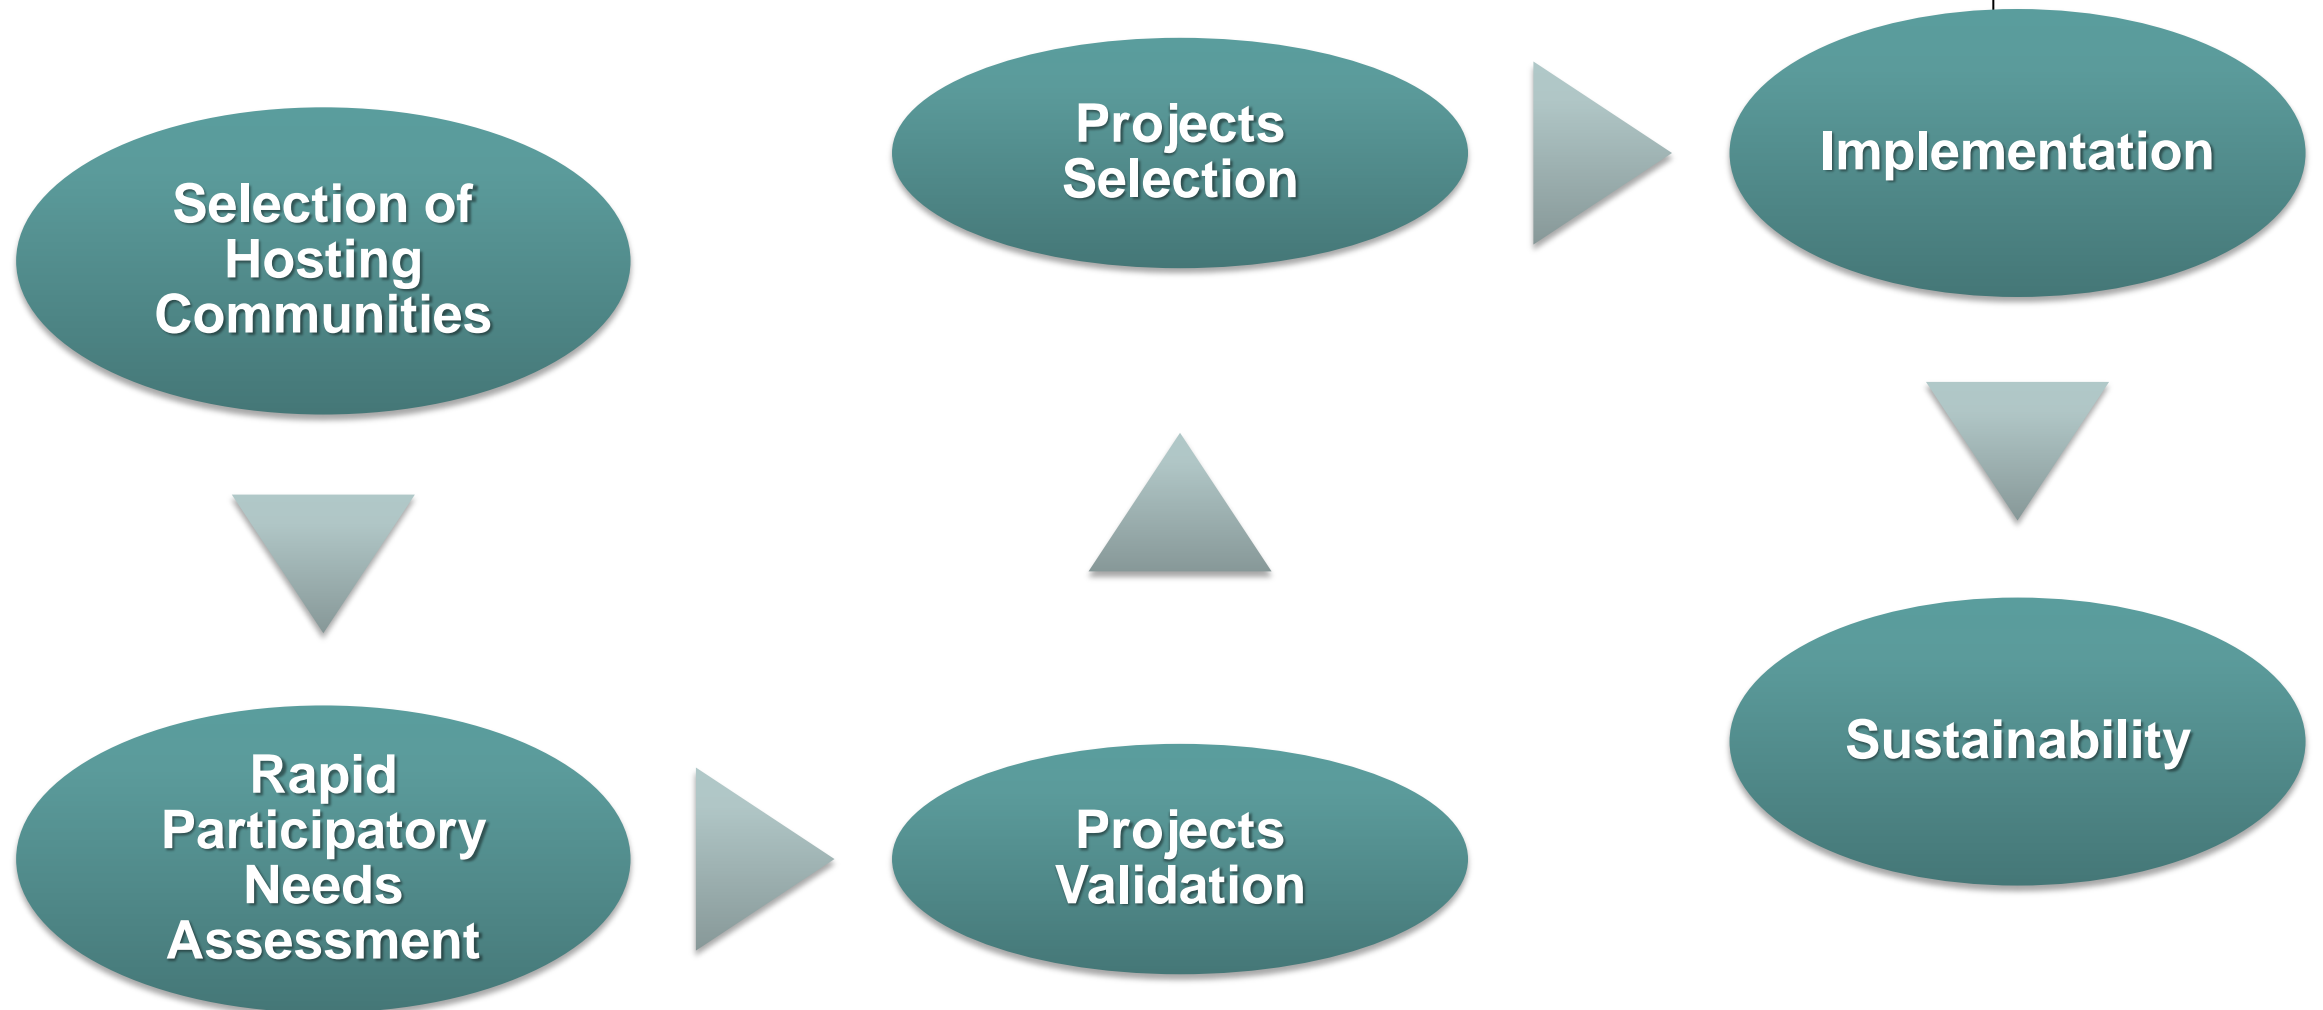 Selection of
Hosting
Communities
Rapid
Participatory
Needs
Assessment
Projects
Validation
Projects
Selection
Implementation
Sustainability